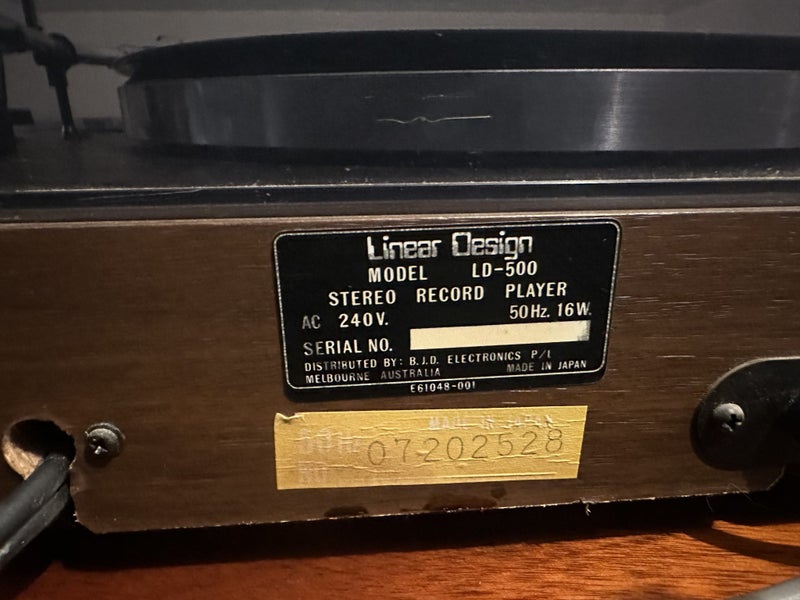 Linear Design
MODEL LD-500
STEREO RECORD PLAYER
AC 240V. 50Hz. 16W.
SERIAL NO.
DISTRIBUTED BY: B.J.D. ELECTRONICS P/L
MELBOURNE AUSTRALIA MADE IN JAPAN
E61048-001
MADE IN JAPAN
07202528